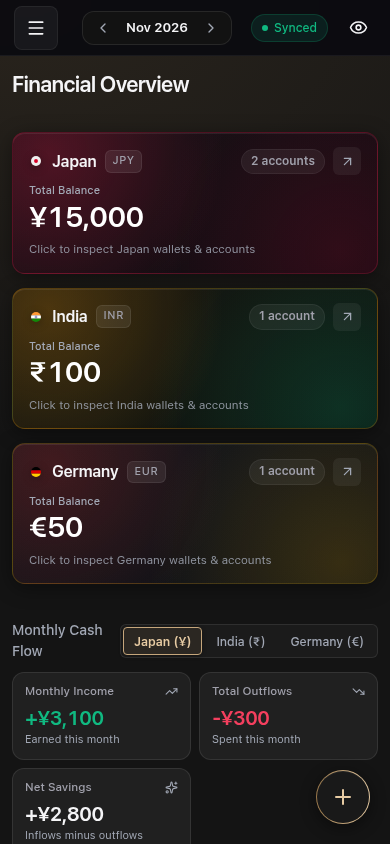 Nov 2026
Synced
Financial Overview
Japan JPY 2 accounts
Total Balance
¥15,000
Click to inspect Japan wallets & accounts
India INR 1 account
Total Balance
₹100
Click to inspect India wallets & accounts
Germany EUR 1 account
Total Balance
€50
Click to inspect Germany wallets & accounts
Monthly Cash Flow
Japan (¥) India (₹) Germany (€)
Monthly Income
+¥3,100
Earned this month
Total Outflows
-¥300
Spent this month
Net Savings
+¥2,800
Inflows minus outflows